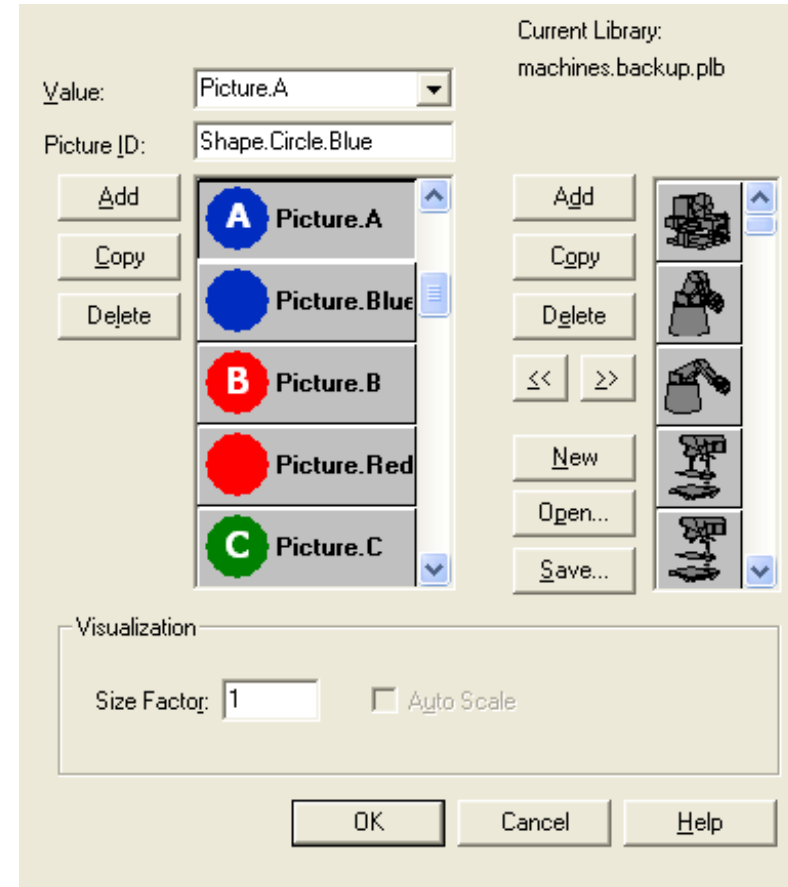 Current Library:
machines.backup.plb
Value:
Picture.A
Picture ID:
Shape.Circle.Blue
Add
Copy
Delete
A
Picture.A
Picture.Blue
B
Picture.B
Picture.Red
C
Picture.C
Add
Copy
Delete
<<
>>
New
Open...
Save...
Visualization
Size Factor:
1
Auto Scale
OK
Cancel
Help